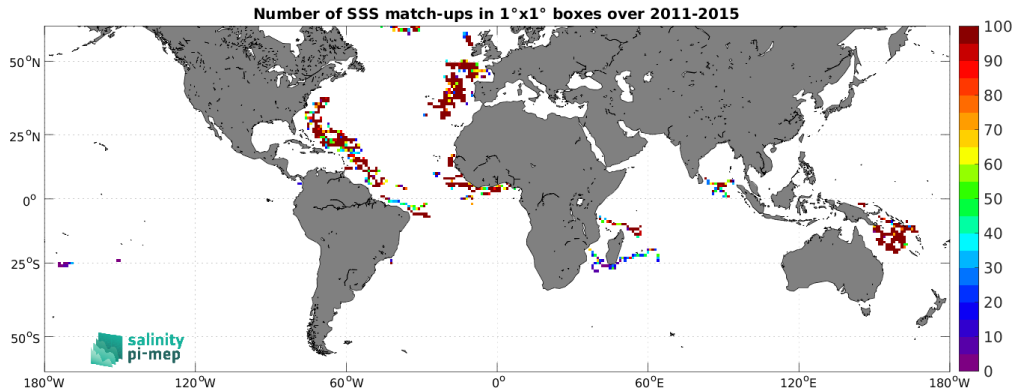 Number of SSS match-ups in 1°x1° boxes over 2011-2015
50°N
25°N
0°
25°S
50°S
180°W
120°W
60°W
0°
60°E
120°E
180°W
100
90
80
70
60
50
40
30
20
10
0
salinity
pi-mep